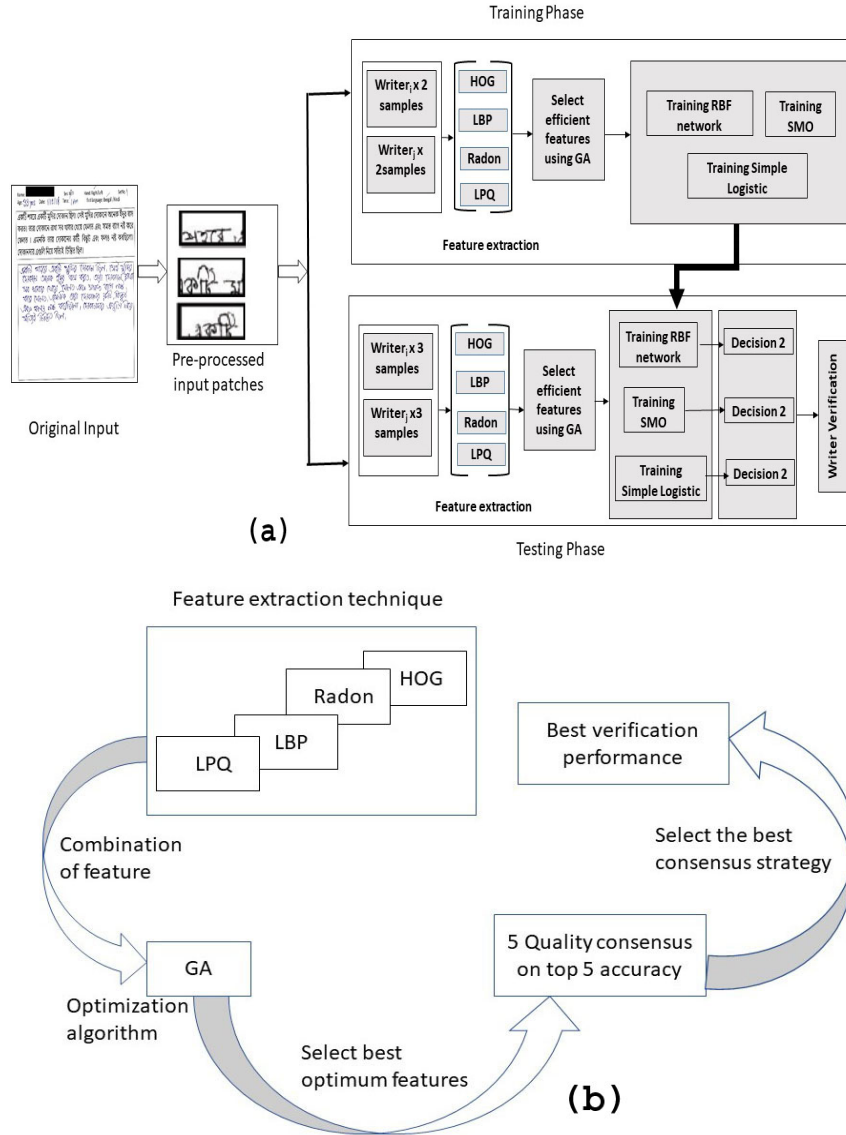 Training Phase
Writer_i x 2
samples
Writer_j x
2samples
HOG
LBP
Radon
LPQ
Feature extraction
Select
efficient
features
using GA
Training RBF
network
Training
SMO
Training Simple
Logistic
Pre-processed
input patches
Original Input
Writer_i x 3
samples
Writer_j x3
samples
HOG
LBP
Radon
LPQ
Feature extraction
Select
efficient
features
using GA
Training RBF
network
Training
SMO
Training
Simple Logistic
Decision 2
Decision 2
Decision 2
Writer Verification
Testing Phase
(a)
Feature extraction technique
HOG
Radon
LBP
LPQ
Combination
of feature
GA
Optimization
algorithm
Select best
optimum features
5 Quality consensus
on top 5 accuracy
Select the best
consensus strategy
Best verification
performance
(b)